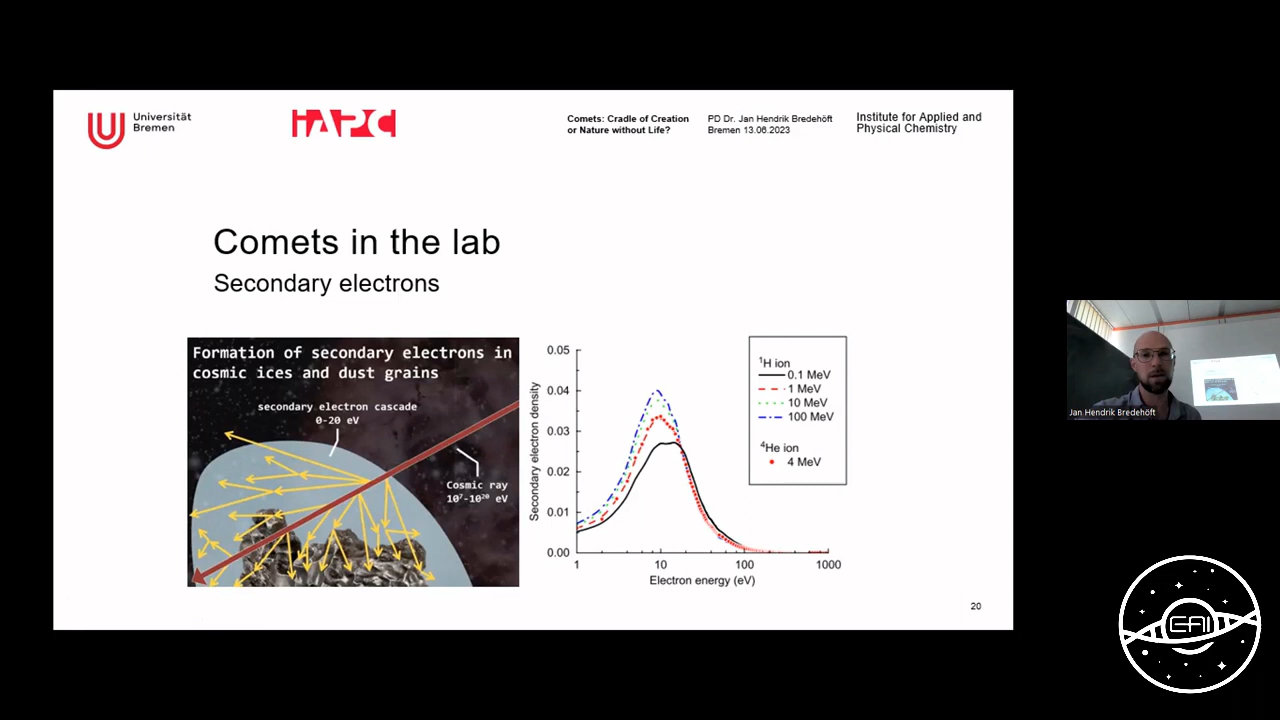 Universität
Bremen
iAPC
Comets: Cradle of Creation
or Nature without Life?
PD Dr. Jan Hendrik Bredehöft
Bremen 13.06.2023
Institute for Applied and
Physical Chemistry
Comets in the lab
Secondary electrons
Formation of secondary electrons in
cosmic ices and dust grains
secondary electron cascade
0-20 eV
Cosmic ray
10⁷-10²⁰ eV
Secondary electron density
0.05
0.04
0.03
0.02
0.01
0.00
1
10
100
1000
Electron energy (eV)
¹H ion
0.1 MeV
1 MeV
10 MeV
100 MeV
⁴He ion
4 MeV
20
Jan Hendrik Bredehöft
EAI